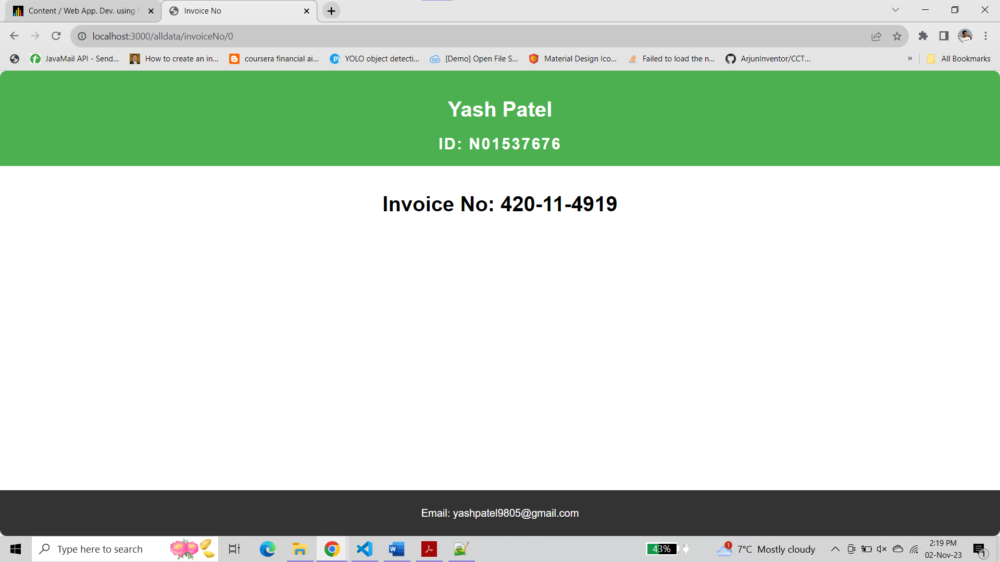 Content / Web App. Dev. using
Invoice No
localhost:3000/alldata/invoiceNo/0
JavaMail API - Send...
How to create an in...
coursera financial ai...
YOLO object detecti...
[Demo] Open File S...
Material Design Ico...
Failed to load the n...
ArjunInventor/CCT...
»
All Bookmarks
Yash Patel
ID: N01537676
Invoice No: 420-11-4919
Email: yashpatel9805@gmail.com
Type here to search
43%
1
7°C Mostly cloudy
2:19 PM
02-Nov-23
1